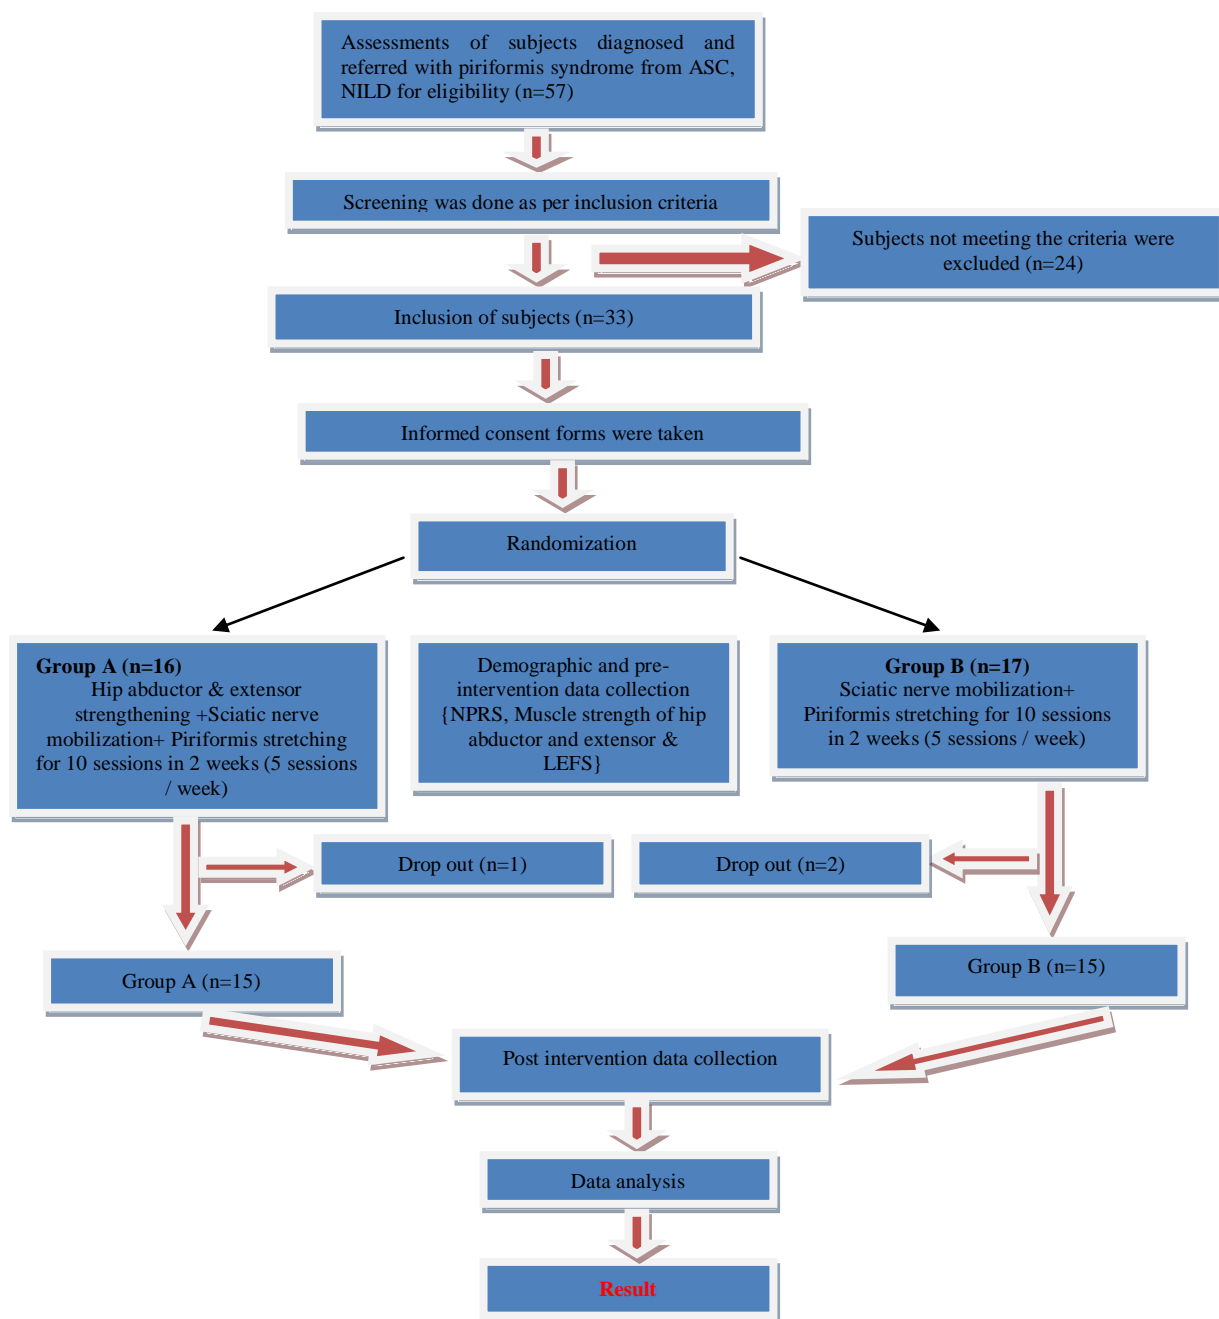 Assessments of subjects diagnosed and
referred with piriformis syndrome from ASC,
NILD for eligibility (n=57)
Screening was done as per inclusion criteria
Subjects not meeting the criteria were
excluded (n=24)
Inclusion of subjects (n=33)
Informed consent forms were taken
Randomization
Group A (n=16)
Hip abductor & extensor
strengthening +Sciatic nerve
mobilization+ Piriformis stretching
for 10 sessions in 2 weeks (5 sessions
/ week)
Demographic and pre-
intervention data collection
{NPRS, Muscle strength of hip
abductor and extensor &
LEFS}
Group B (n=17)
Sciatic nerve mobilization+
Piriformis stretching for 10 sessions
in 2 weeks (5 sessions / week)
Drop out (n=1)
Drop out (n=2)
Group A (n=15)
Group B (n=15)
Post intervention data collection
Data analysis
Result